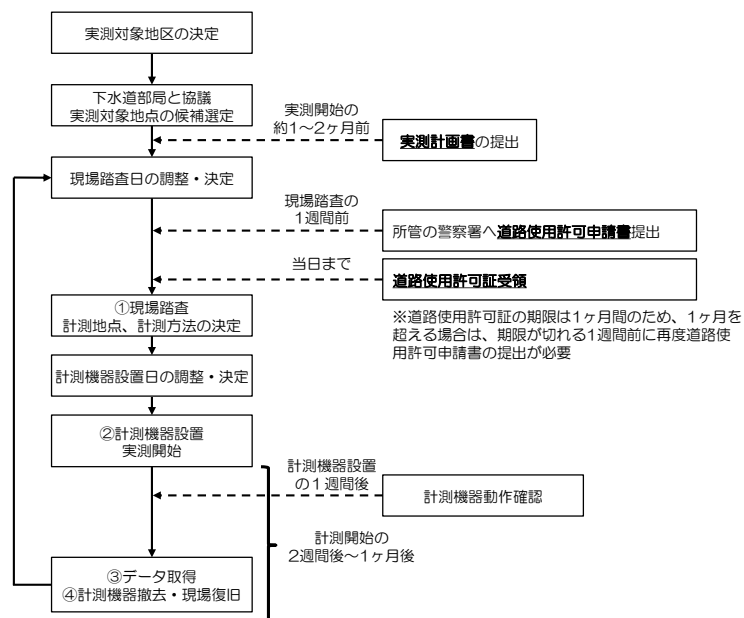 実測対象地区の決定
下水道部局と協議
実測対象地点の候補選定
実測開始の
約1~2ヶ月前
実測計画書の提出
現場踏査日の調整・決定
現場踏査の
1週間前
所管の警察署へ道路使用許可申請書提出
当日まで
道路使用許可証受領
※道路使用許可証の期限は1ヶ月間のため、1ヶ月を
超える場合は、期限が切れる1週間前に再度道路使
用許可申請書の提出が必要
①現場踏査
計測地点、計測方法の決定
計測機器設置日の調整・決定
②計測機器設置
実測開始
計測機器設置
の1週間後
計測機器動作確認
計測開始の
2週間後~1ヶ月後
③データ取得
④計測機器撤去・現場復旧